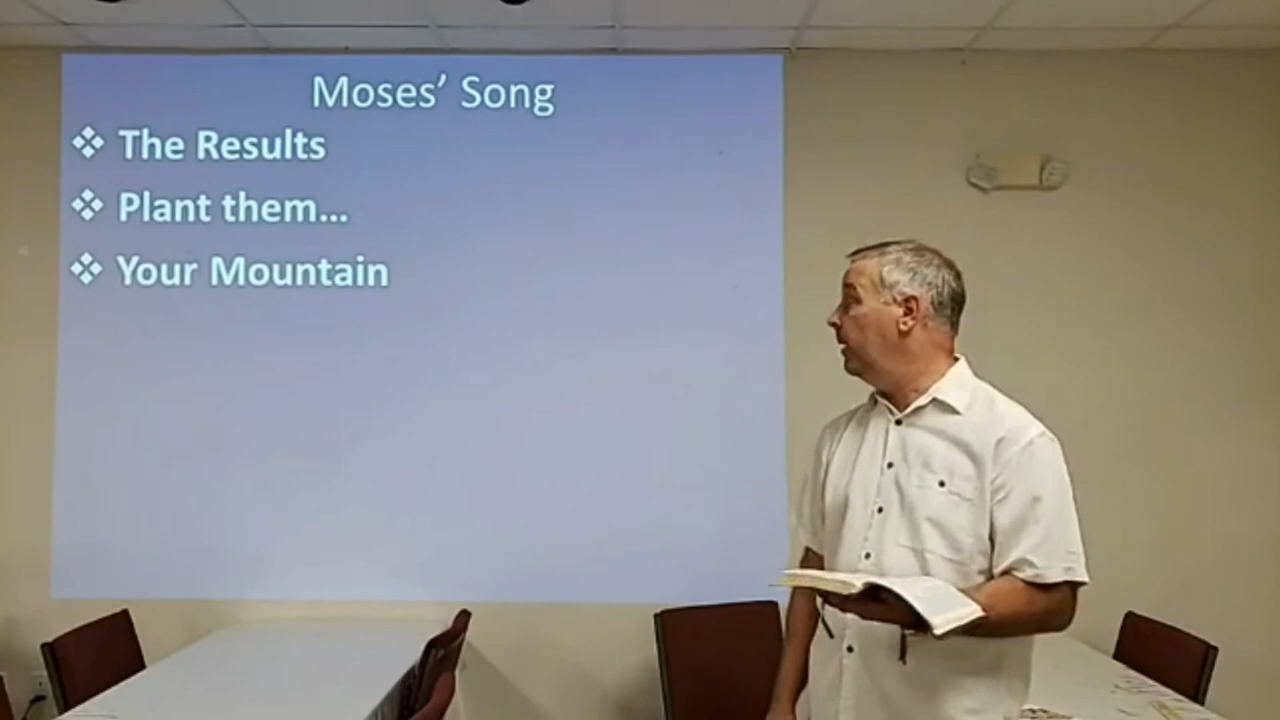 Moses’ Song
❖ The Results
❖ Plant them...
❖ Your Mountain